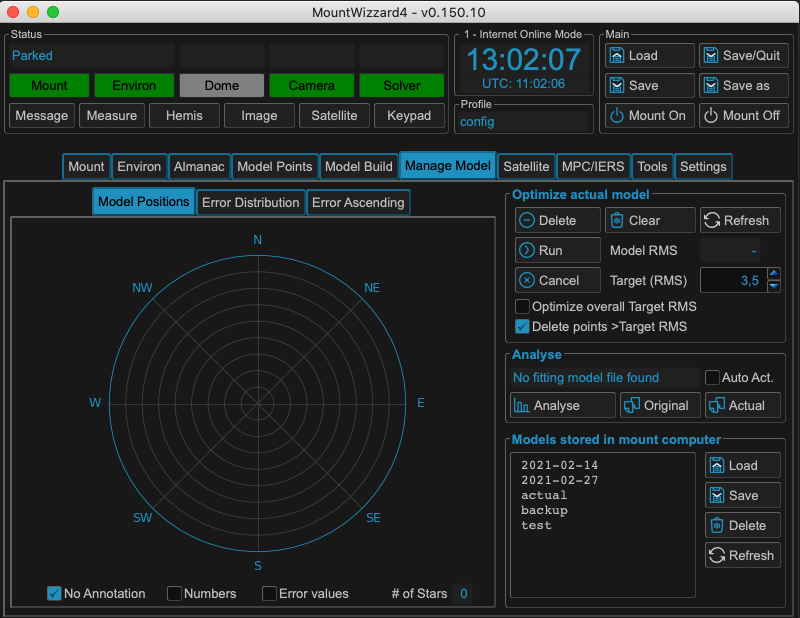 MountWizzard4 - v0.150.10
Status
Parked
Mount Environ Dome Camera Solver
Message Measure Hemis Image Satellite Keypad
1 - Internet Online Mode
13:02:07
UTC: 11:02:06
Profile
config
Main
Load Save/Quit
Save Save as
Mount On Mount Off
Mount Environ Almanac Model Points Model Build Manage Model Satellite MPC/IERS Tools Settings
Model Positions Error Distribution Error Ascending
N
NW NE
W E
SW SE
S
No Annotation Numbers Error values # of Stars 0
Optimize actual model
Delete Clear Refresh
Run Model RMS -
Cancel Target (RMS) 3,5
Optimize overall Target RMS
Delete points >Target RMS
Analyse
No fitting model file found Auto Act.
Analyse Original Actual
Models stored in mount computer
2021-02-14
2021-02-27
actual
backup
test
Load
Save
Delete
Refresh